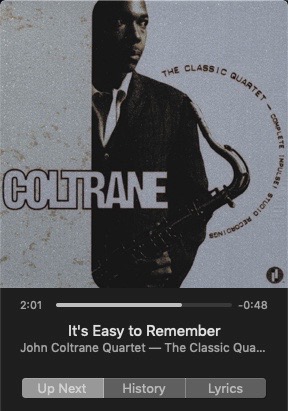 THE CLASSIC QUARTET — COMPLETE IMPULSE! STUDIO RECORDINGS
COLTRANE
2:01
-0:48
It's Easy to Remember
John Coltrane Quartet — The Classic Qua...
Up Next
History
Lyrics